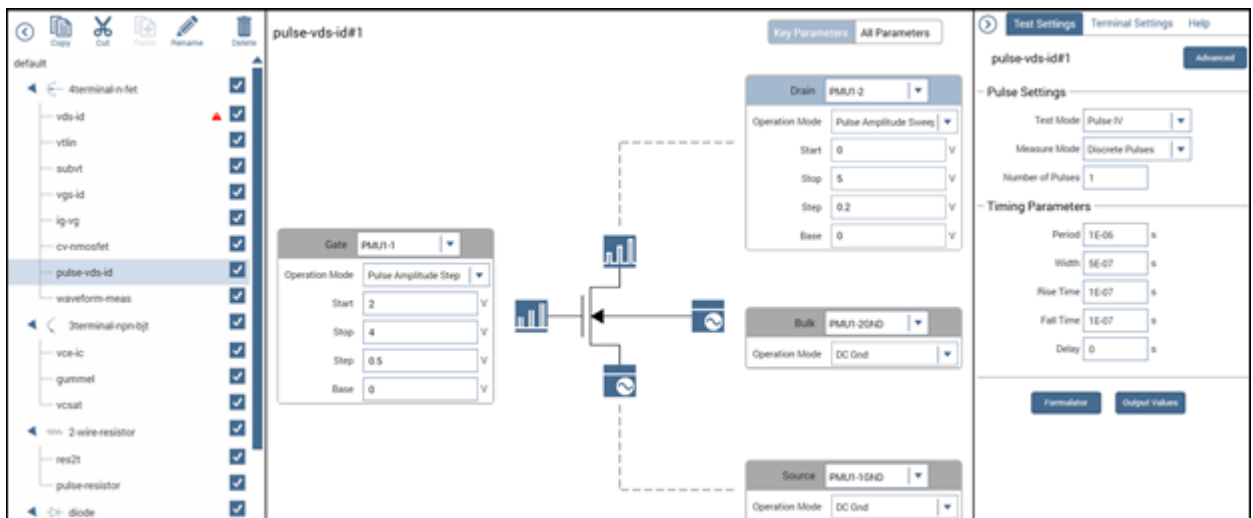 Copy Cut Paste Rename Delete
default
4terminal-n-fet
vds-id
vtlin
subvt
vgs-id
ig-vg
cv-nmosfet
pulse-vds-id
waveform-meas
3terminal-npn-bjt
vce-ic
gummel
vcsat
2-wire-resistor
res2t
pulse-resistor
diode
pulse-vds-id#1
Key Parameters All Parameters
Gate PMU1-1
Operation Mode Pulse Amplitude Step
Start 2 V
Stop 4 V
Step 0.5 V
Base 0 V
Drain PMU1-2
Operation Mode Pulse Amplitude Sweep
Start 0 V
Stop 5 V
Step 0.2 V
Base 0 V
Bulk PMU1-2GND
Operation Mode DC Gnd
Source PMU1-1GND
Operation Mode DC Gnd
Test Settings Terminal Settings Help
pulse-vds-id#1 Advanced
Pulse Settings
Test Mode Pulse IV
Measure Mode Discrete Pulses
Number of Pulses 1
Timing Parameters
Period 1E-06 s
Width 5E-07 s
Rise Time 1E-07 s
Fall Time 1E-07 s
Delay 0 s
Formulator Output Values